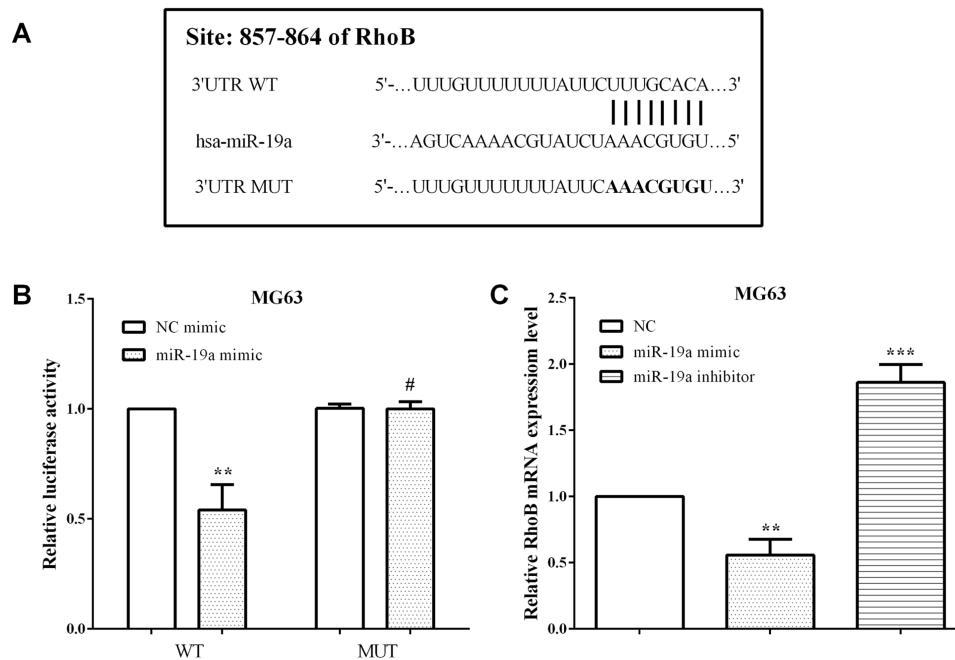 A
Site: 857-864 of RhoB
3'UTR WT 5'-…UUUGUUUUUUUAUUCUUUGCACA…3'
hsa-miR-19a 3'-…AGUCAAAACGUAUCUAAACGUGU…5'
3'UTR MUT 5'-…UUUGUUUUUUUAUUCAAACGUGU…3'
B
MG63
NC mimic
miR-19a mimic
Relative luciferase activity
1.5
1.0
0.5
0.0
**
#
WT MUT
C
MG63
NC
miR-19a mimic
miR-19a inhibitor
Relative RhoB mRNA expression level
2.5
2.0
1.5
1.0
0.5
0.0
**
***